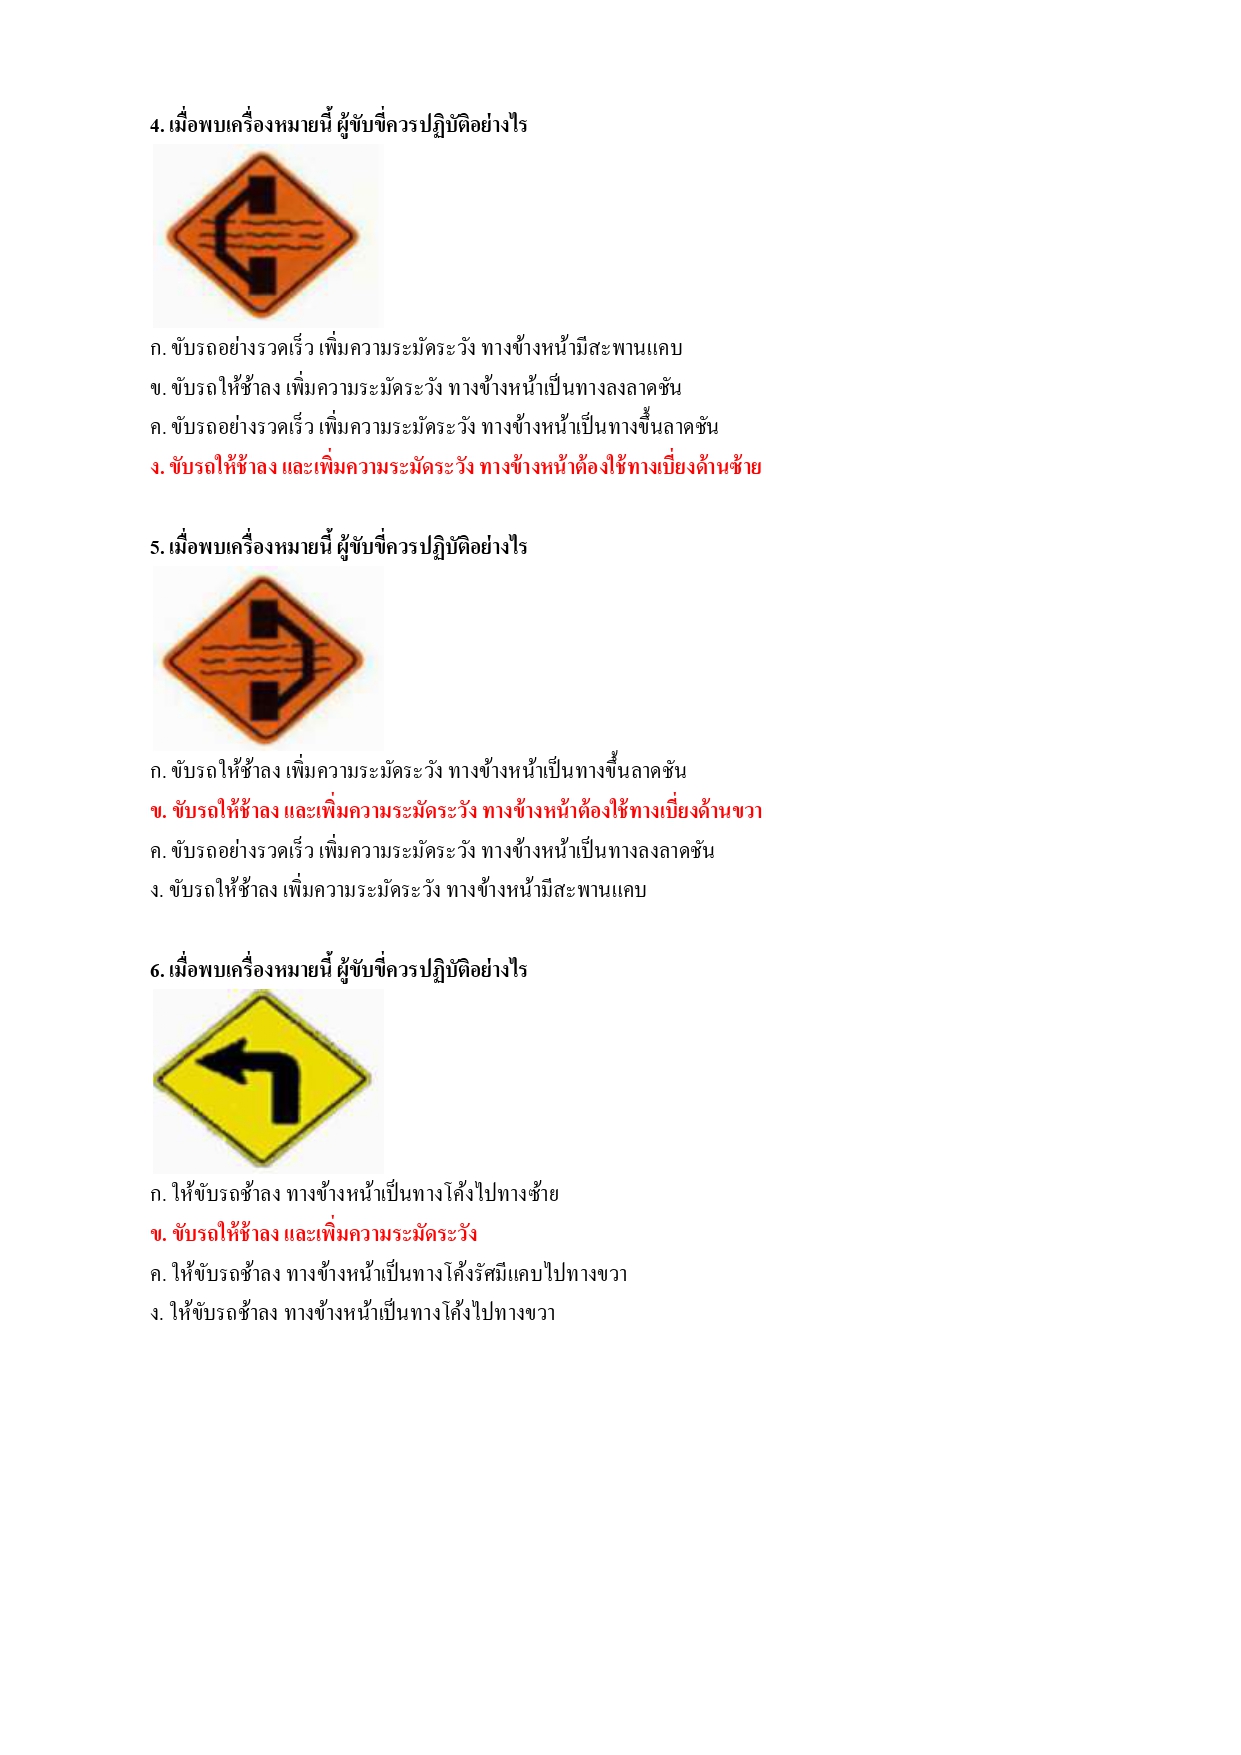 4. เมื่อพบเครื่องหมายนี้ ผู้ขับขี่ควรปฏิบัติอย่างไร
ก. ขับรถอย่างรวดเร็ว เพิ่มความระมัดระวัง ทางข้างหน้ามีสะพานแคบ
ข. ขับรถให้ช้าลง เพิ่มความระมัดระวัง ทางข้างหน้าเป็นทางลงลาดชัน
ค. ขับรถอย่างรวดเร็ว เพิ่มความระมัดระวัง ทางข้างหน้าเป็นทางขึ้นลาดชัน
ง. ขับรถให้ช้าลง และเพิ่มความระมัดระวัง ทางข้างหน้าต้องใช้ทางเบี่ยงด้านซ้าย
5. เมื่อพบเครื่องหมายนี้ ผู้ขับขี่ควรปฏิบัติอย่างไร
ก. ขับรถให้ช้าลง เพิ่มความระมัดระวัง ทางข้างหน้าเป็นทางขึ้นลาดชัน
ข. ขับรถให้ช้าลง และเพิ่มความระมัดระวัง ทางข้างหน้าต้องใช้ทางเบี่ยงด้านขวา
ค. ขับรถอย่างรวดเร็ว เพิ่มความระมัดระวัง ทางข้างหน้าเป็นทางลงลาดชัน
ง. ขับรถให้ช้าลง เพิ่มความระมัดระวัง ทางข้างหน้ามีสะพานแคบ
6. เมื่อพบเครื่องหมายนี้ ผู้ขับขี่ควรปฏิบัติอย่างไร
ก. ให้ขับรถช้าลง ทางข้างหน้าเป็นทางโค้งไปทางซ้าย
ข. ขับรถให้ช้าลง และเพิ่มความระมัดระวัง
ค. ให้ขับรถช้าลง ทางข้างหน้าเป็นทางโค้งรัศมีแคบไปทางขวา
ง. ให้ขับรถช้าลง ทางข้างหน้าเป็นทางโค้งไปทางขวา